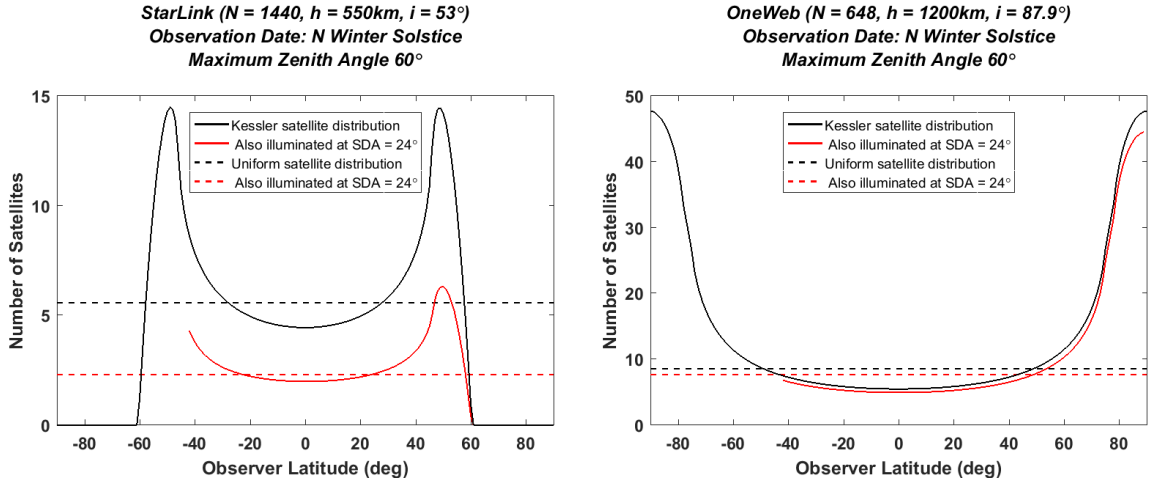 StarLink (N = 1440, h = 550km, i = 53°)
Observation Date: N Winter Solstice
Maximum Zenith Angle 60°
15
10
5
0
Number of Satellites
Kessler satellite distribution
Also illuminated at SDA = 24°
Uniform satellite distribution
Also illuminated at SDA = 24°
-80 -60 -40 -20 0 20 40 60 80
Observer Latitude (deg)
OneWeb (N = 648, h = 1200km, i = 87.9°)
Observation Date: N Winter Solstice
Maximum Zenith Angle 60°
50
40
30
20
10
0
Number of Satellites
Kessler satellite distribution
Also illuminated at SDA = 24°
Uniform satellite distribution
Also illuminated at SDA = 24°
-80 -60 -40 -20 0 20 40 60 80
Observer Latitude (deg)